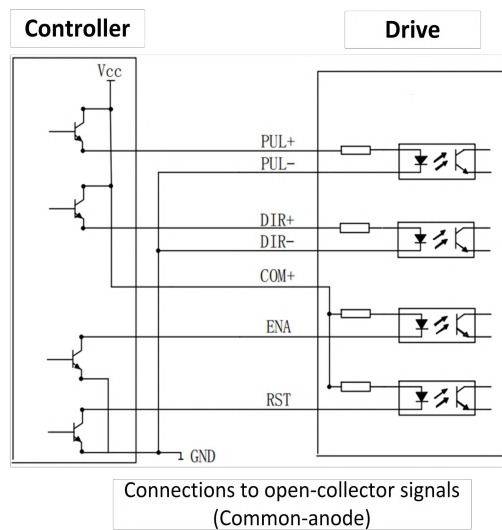 Controller
Drive
Vcc
PUL+
PUL-
DIR+
DIR-
COM+
ENA
RST
GND
Connections to open-collector signals
(Common-anode)